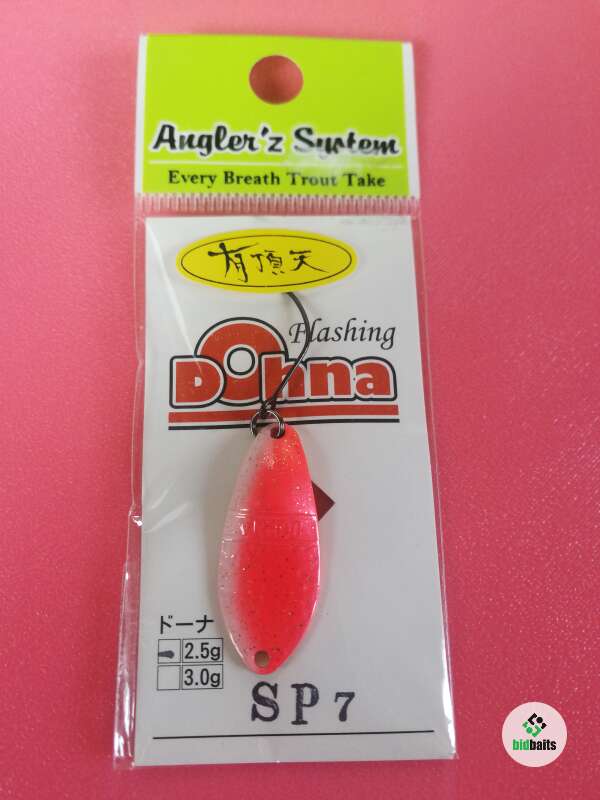 Angler'z System
Every Breath Trout Take
有頂天
Flashing
Dohna
ドーナ
2.5g
3.0g
SP7
bidbaits